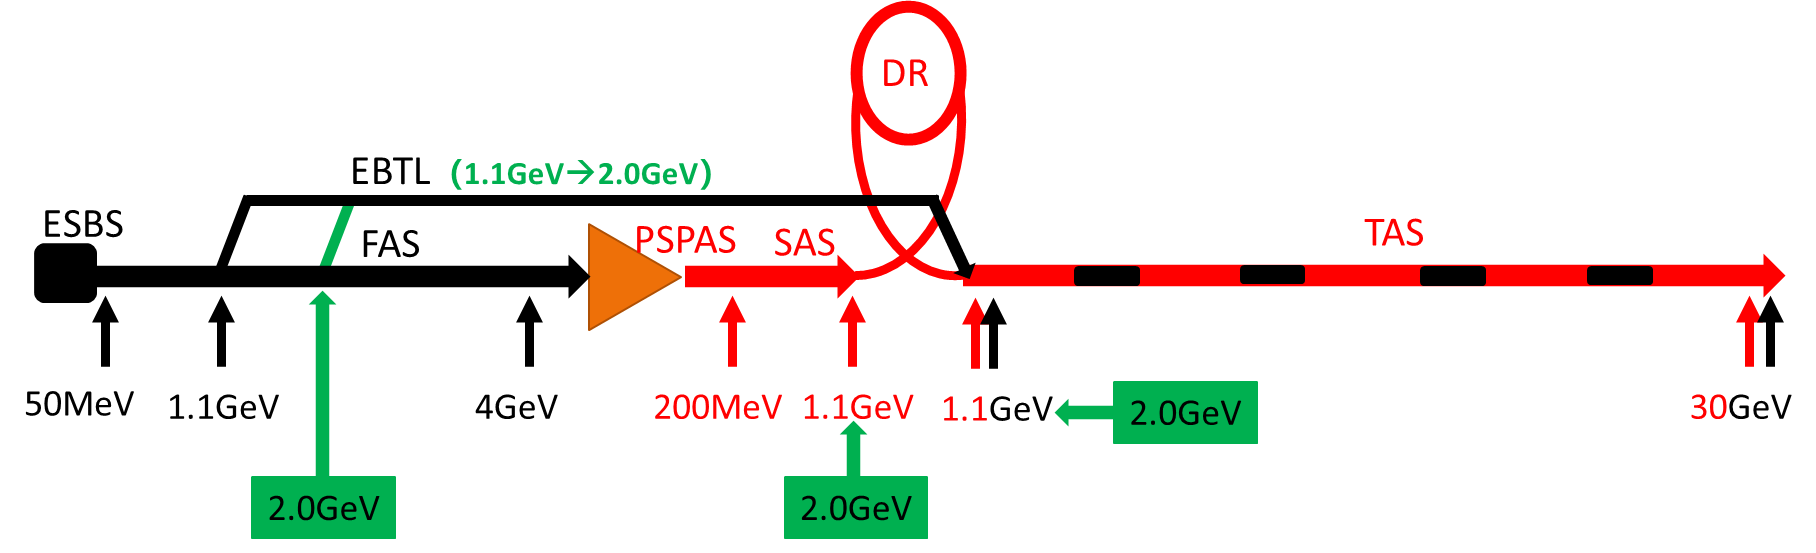 DR
EBTL (1.1GeV→2.0GeV)
ESBS
FAS
PSPAS
SAS
TAS
50MeV
1.1GeV
4GeV
200MeV
1.1GeV
1.1GeV
2.0GeV
30GeV
2.0GeV
2.0GeV